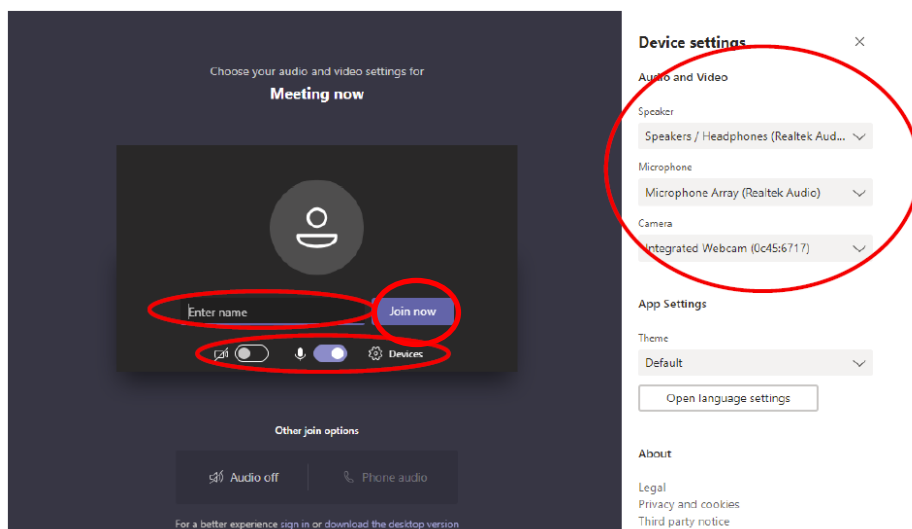 Choose your audio and video settings for
Meeting now
Enter name
Join now
Devices
Other join options
Audio off
Phone audio
For a better experience sign in or download the desktop version
Device settings
Audio and Video
Speaker
Speakers / Headphones (Realtek Aud...
Microphone
Microphone Array (Realtek Audio)
Camera
Integrated Webcam (0c45:6717)
App Settings
Theme
Default
Open language settings
About
Legal
Privacy and cookies
Third party notice